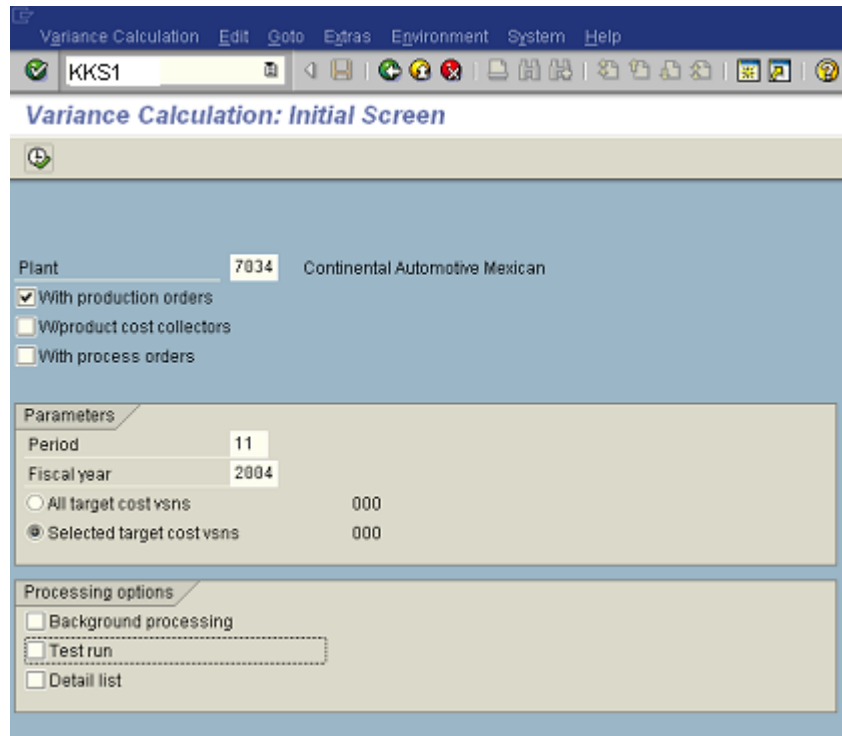 Variance Calculation Edit Goto Extras Environment System Help
KKS1
Variance Calculation: Initial Screen
Plant 7034 Continental Automotive Mexican
With production orders
W/product cost collectors
With process orders
Parameters
Period 11
Fiscal year 2004
All target cost vsns 000
Selected target cost vsns 000
Processing options
Background processing
Test run
Detail list